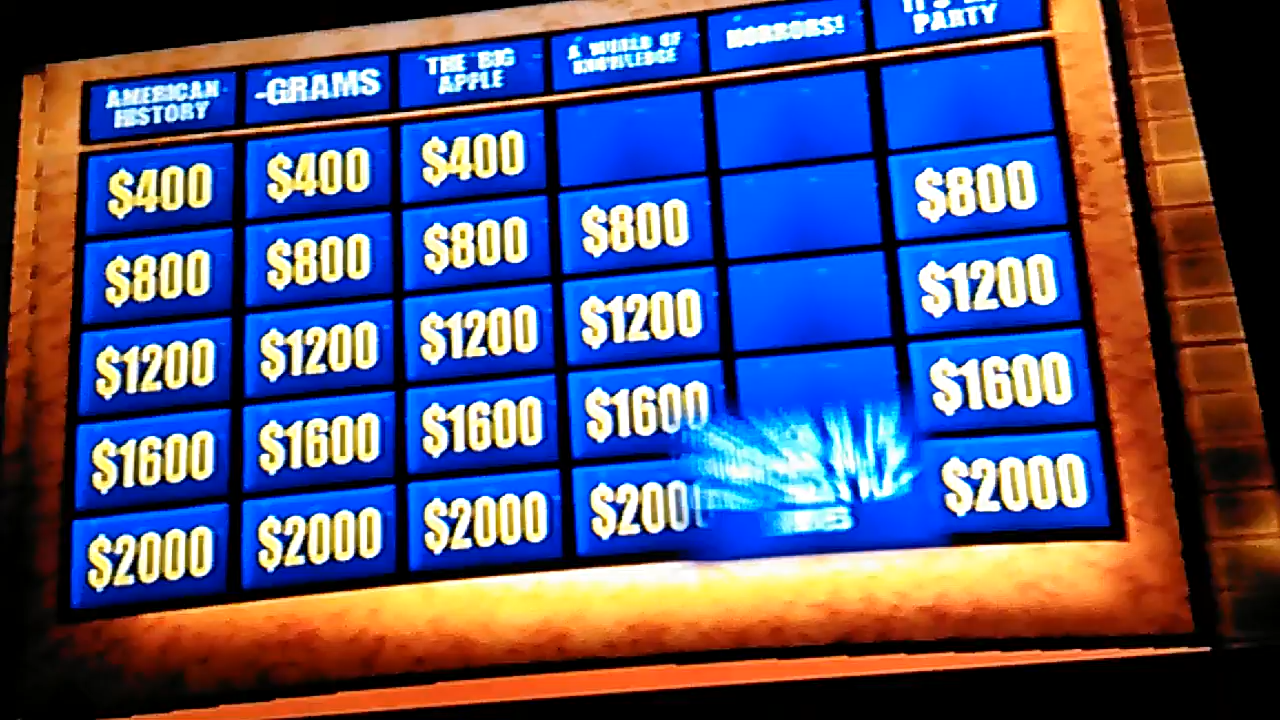 AMERICAN
HISTORY
-GRAMS
THE BIG
APPLE
A WORLD OF
KNOWLEDGE
HORRORS!
PARTY
$400 $400 $400
$800 $800 $800 $800 $800
$1200 $1200 $1200 $1200 $1200
$1600 $1600 $1600 $1600 $1600
$2000 $2000 $2000 $200 $2000